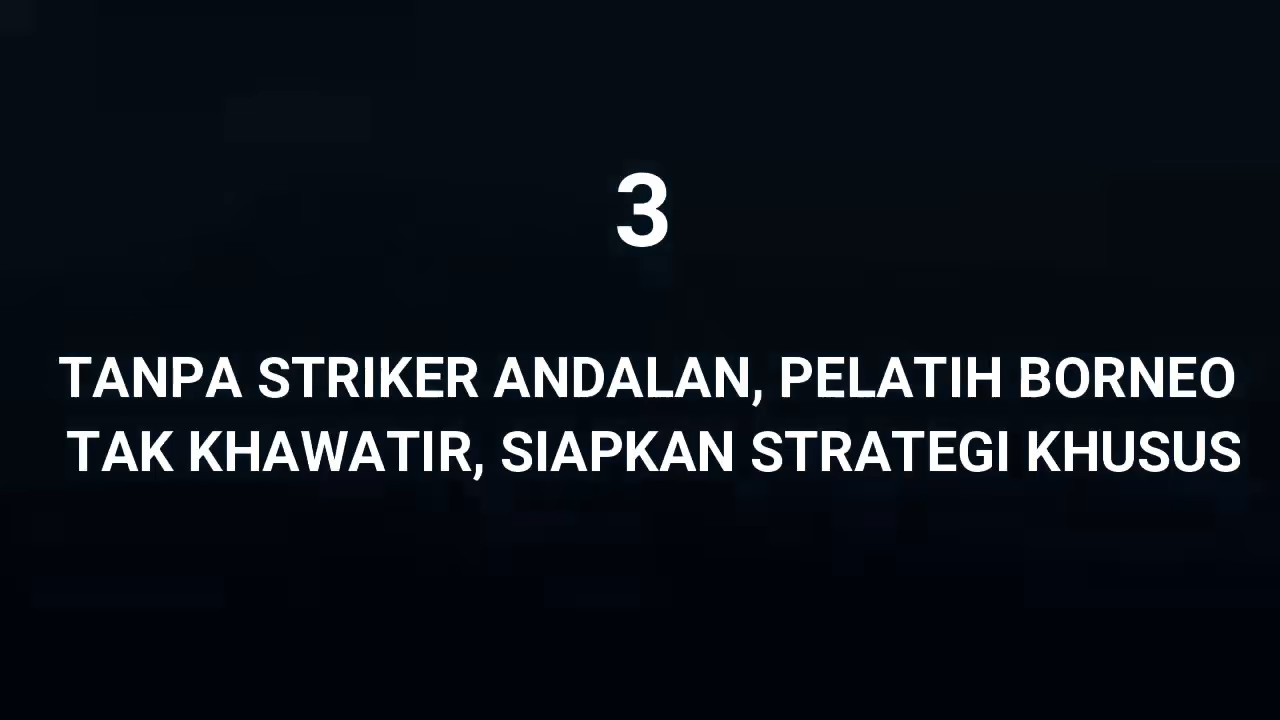 3
TANPA STRIKER ANDALAN, PELATIH BORNEO
TAK KHAWATIR, SIAPKAN STRATEGI KHUSUS